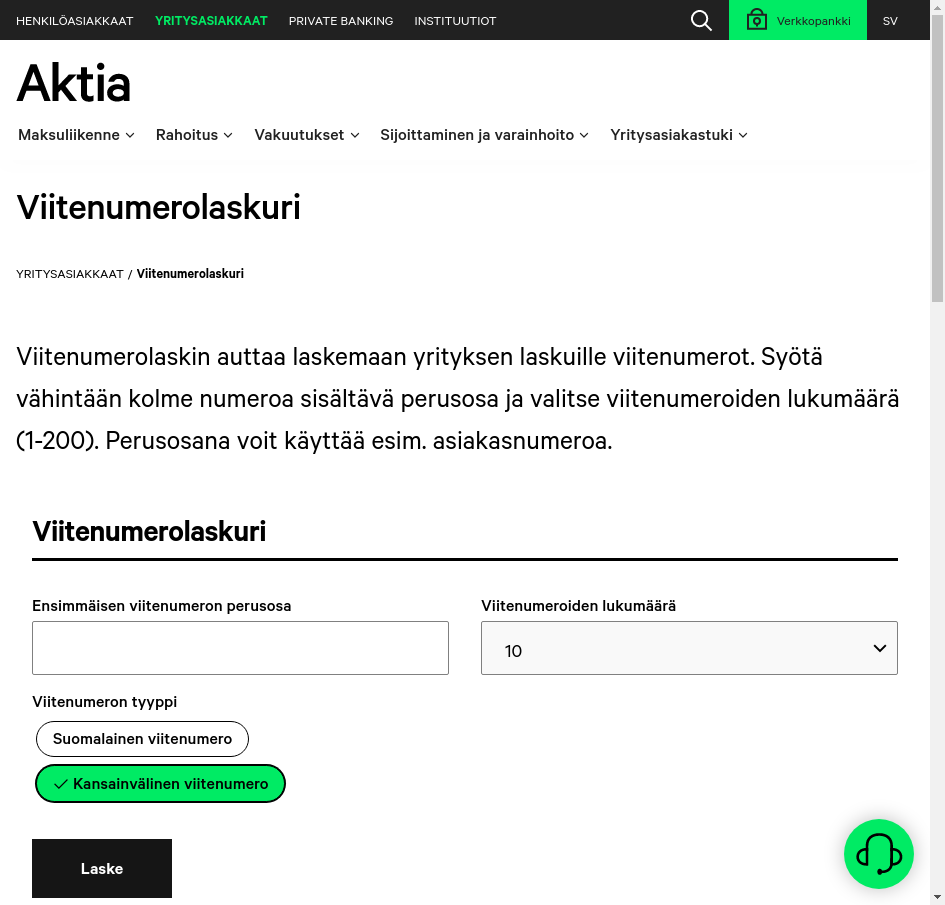 HENKILÖASIAKKAAT YRITYSASIAKKAAT PRIVATE BANKING INSTITUUTIOT Verkkopankki SV
Aktia
Maksuliikenne Rahoitus Vakuutukset Sijoittaminen ja varainhoito Yritysasiakastuki
Viitenumerolaskuri
YRITYSASIAKKAAT / Viitenumerolaskuri
Viitenumerolaskin auttaa laskemaan yrityksen laskuille viitenumerot. Syötä
vähintään kolme numeroa sisältävä perusosa ja valitse viitenumeroiden lukumäärä
(1-200). Perusosana voit käyttää esim. asiakasnumeroa.
Viitenumerolaskuri
Ensimmäisen viitenumeron perusosa Viitenumeroiden lukumäärä
10
Viitenumeron tyyppi
Suomalainen viitenumero
Kansainvälinen viitenumero
Laske